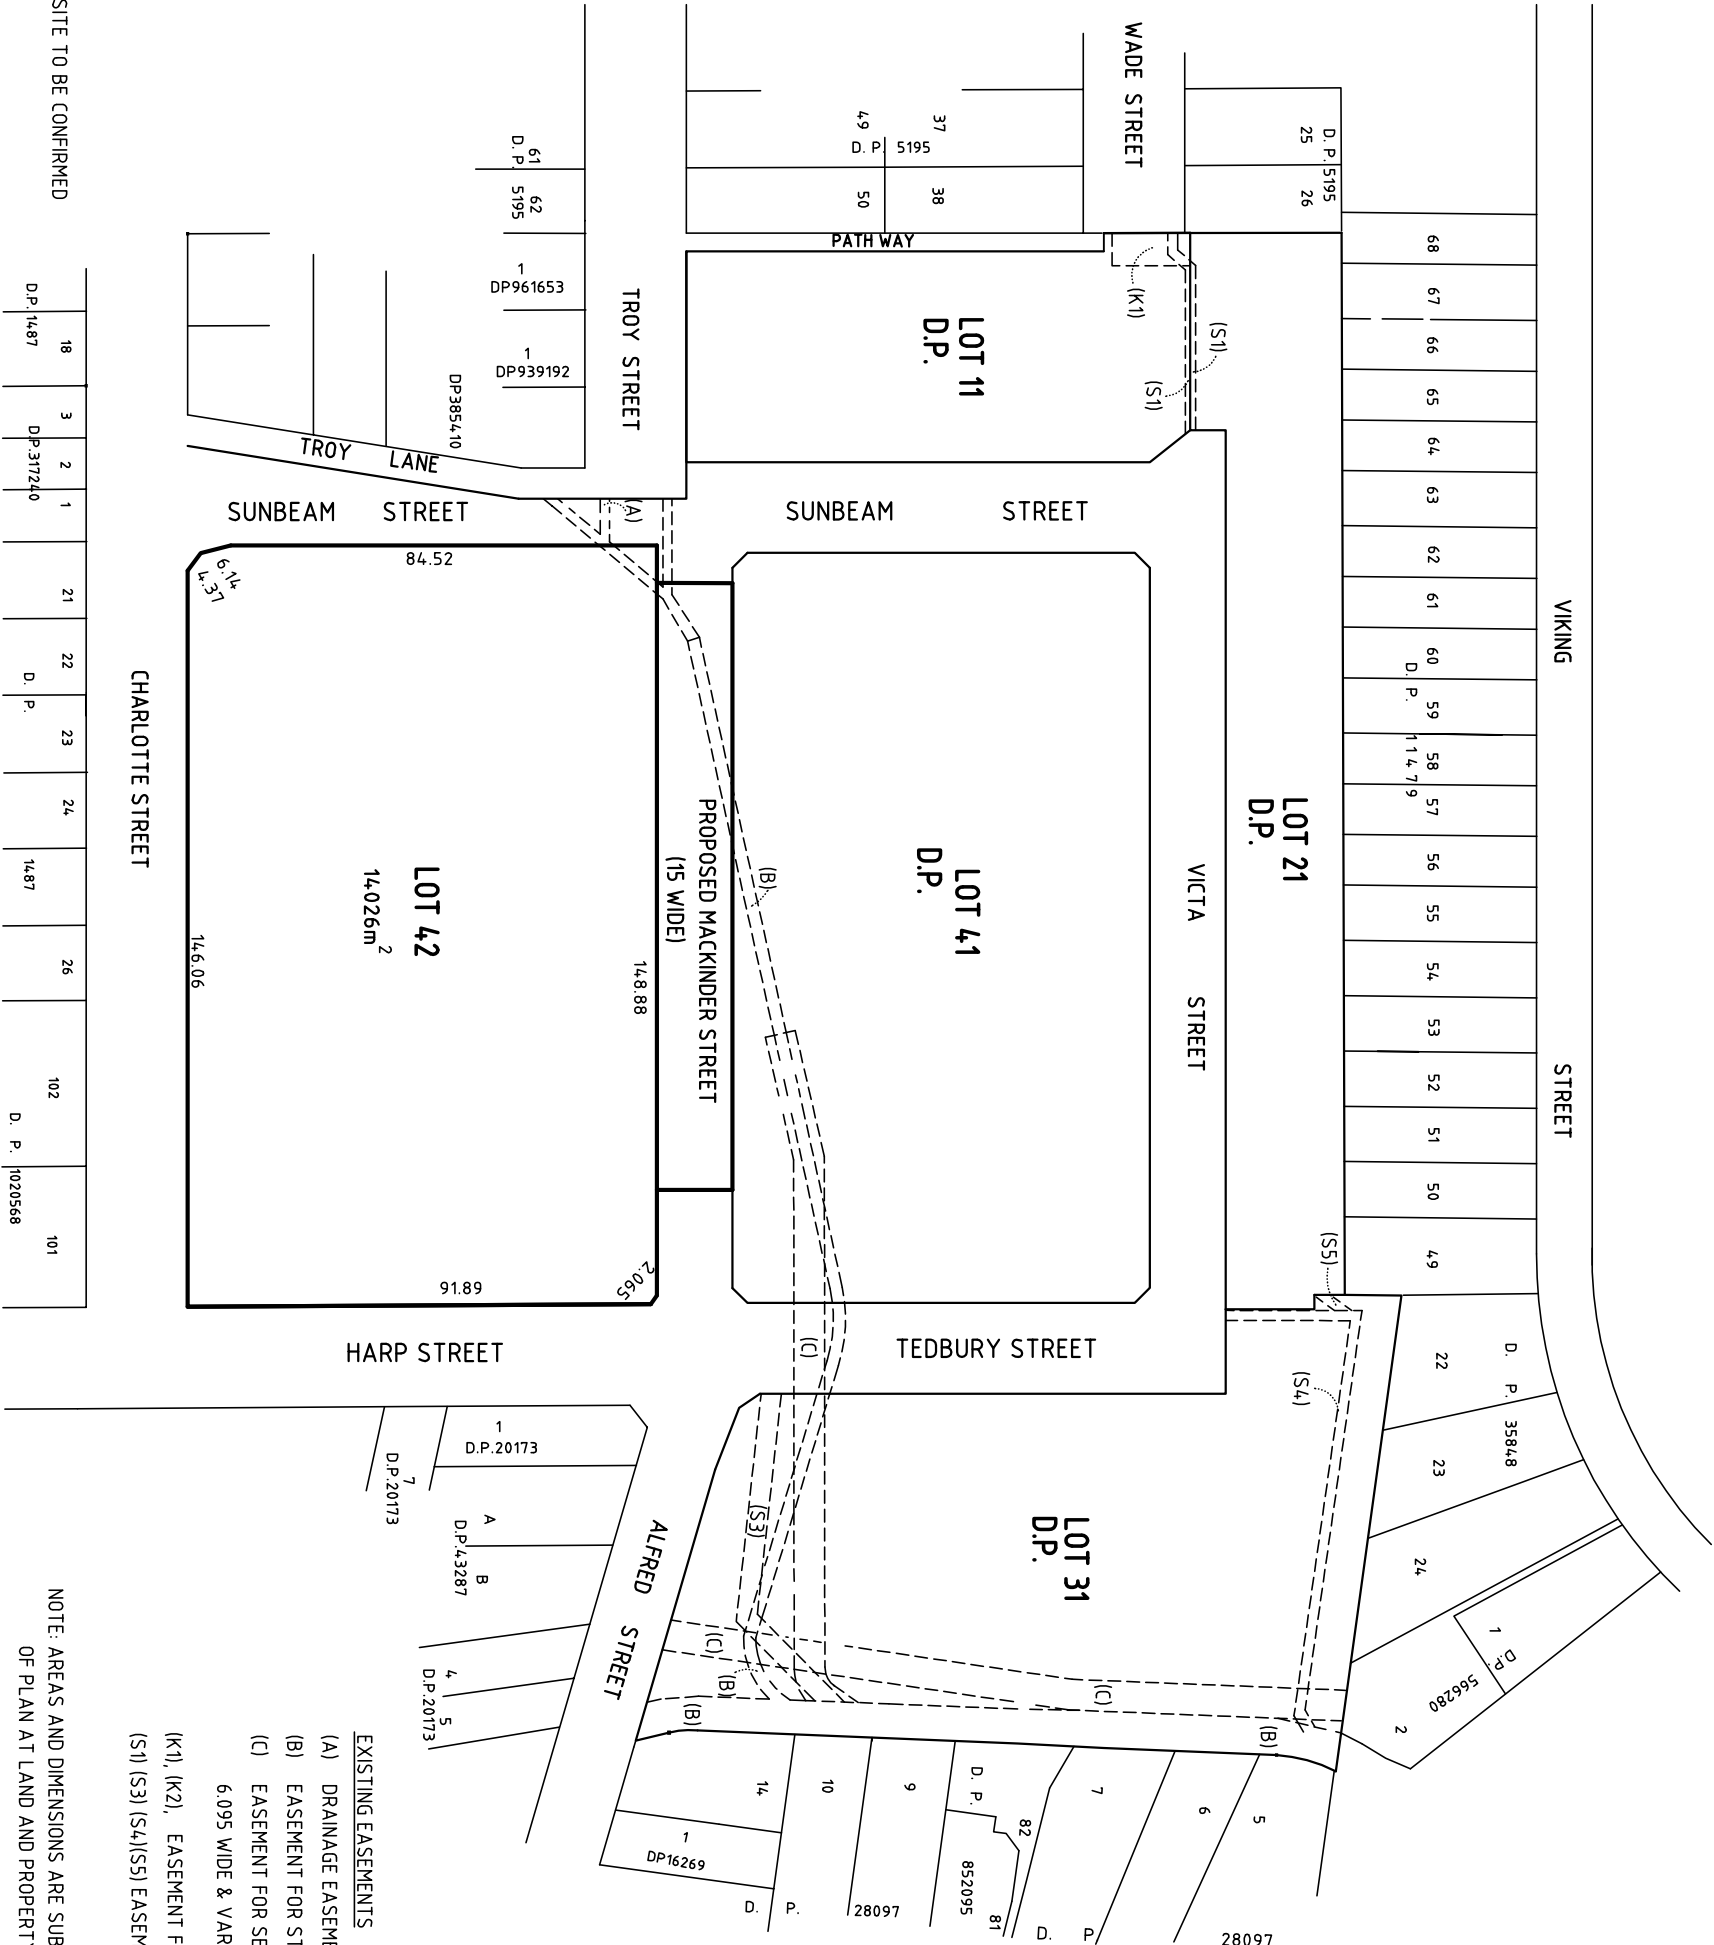 SITE TO BE CONFIRMED
WADE STREET
VIKING STREET
D. P. 5195
25
26
37
49
D. P. 5195
38
50
61
D. P.
62
5195
PATHWAY
1
DP961653
1
DP939192
DP385410
TROY STREET
TROY LANE
SUNBEAM STREET
SUNBEAM STREET
LOT 11
D.P.
(K1)
(S1)
(S1)
(A)
68
67
66
65
64
63
62
61
60
59
58
57
56
55
54
53
52
51
50
49
D. P. 11479
LOT 21
D.P.
VICTA STREET
LOT 41
D.P.
(B)
PROPOSED MACKINDER STREET
(15 WIDE)
LOT 42
14026m2
84.52
6.14
4.37
146.06
148.88
91.89
2.065
CHARLOTTE STREET
D.P.1487
18
3
D.P.317240
2
1
21
22
D. P.
23
24
1487
26
102
D. P. 1020568
101
HARP STREET
TEDBURY STREET
(C)
(S5)
(S4)
(S3)
LOT 31
D.P.
(C)
(B)
(B)
(C)
(B)
ALFRED STREET
1
D.P.20173
7
D.P.20173
A
D.P.43287
B
4
5
D.P.20173
22
D. P. 35848
23
24
1
D.P.
566280
2
14
10
9
D. P.
82
852095
81
7
6
5
1
DP16269
D. P. 28097
D. P. 28097
EXISTING EASEMENTS
(A) DRAINAGE EASEME
(B) EASEMENT FOR ST
(C) EASEMENT FOR SE
6.095 WIDE & VAR
(K1), (K2), EASEMENT F
(S1) (S3) (S4)(S5) EASEM
NOTE: AREAS AND DIMENSIONS ARE SUB
OF PLAN AT LAND AND PROPERTY